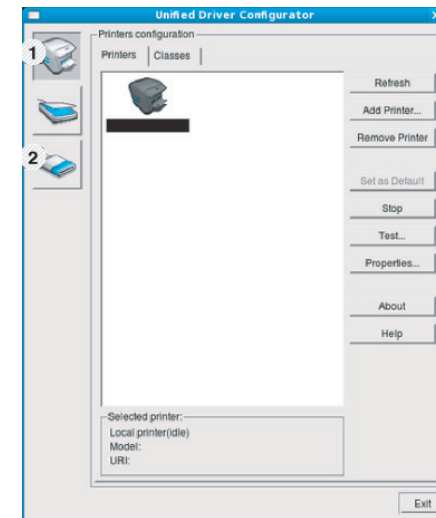 Unified Driver Configurator
Printers configuration
1
Printers
Classes
Refresh
Add Printer...
Remove Printer
2
Set as Default
Stop
Test...
Properties...
About
Help
Selected printer:
Local printer(idle)
Model:
URI:
Exit